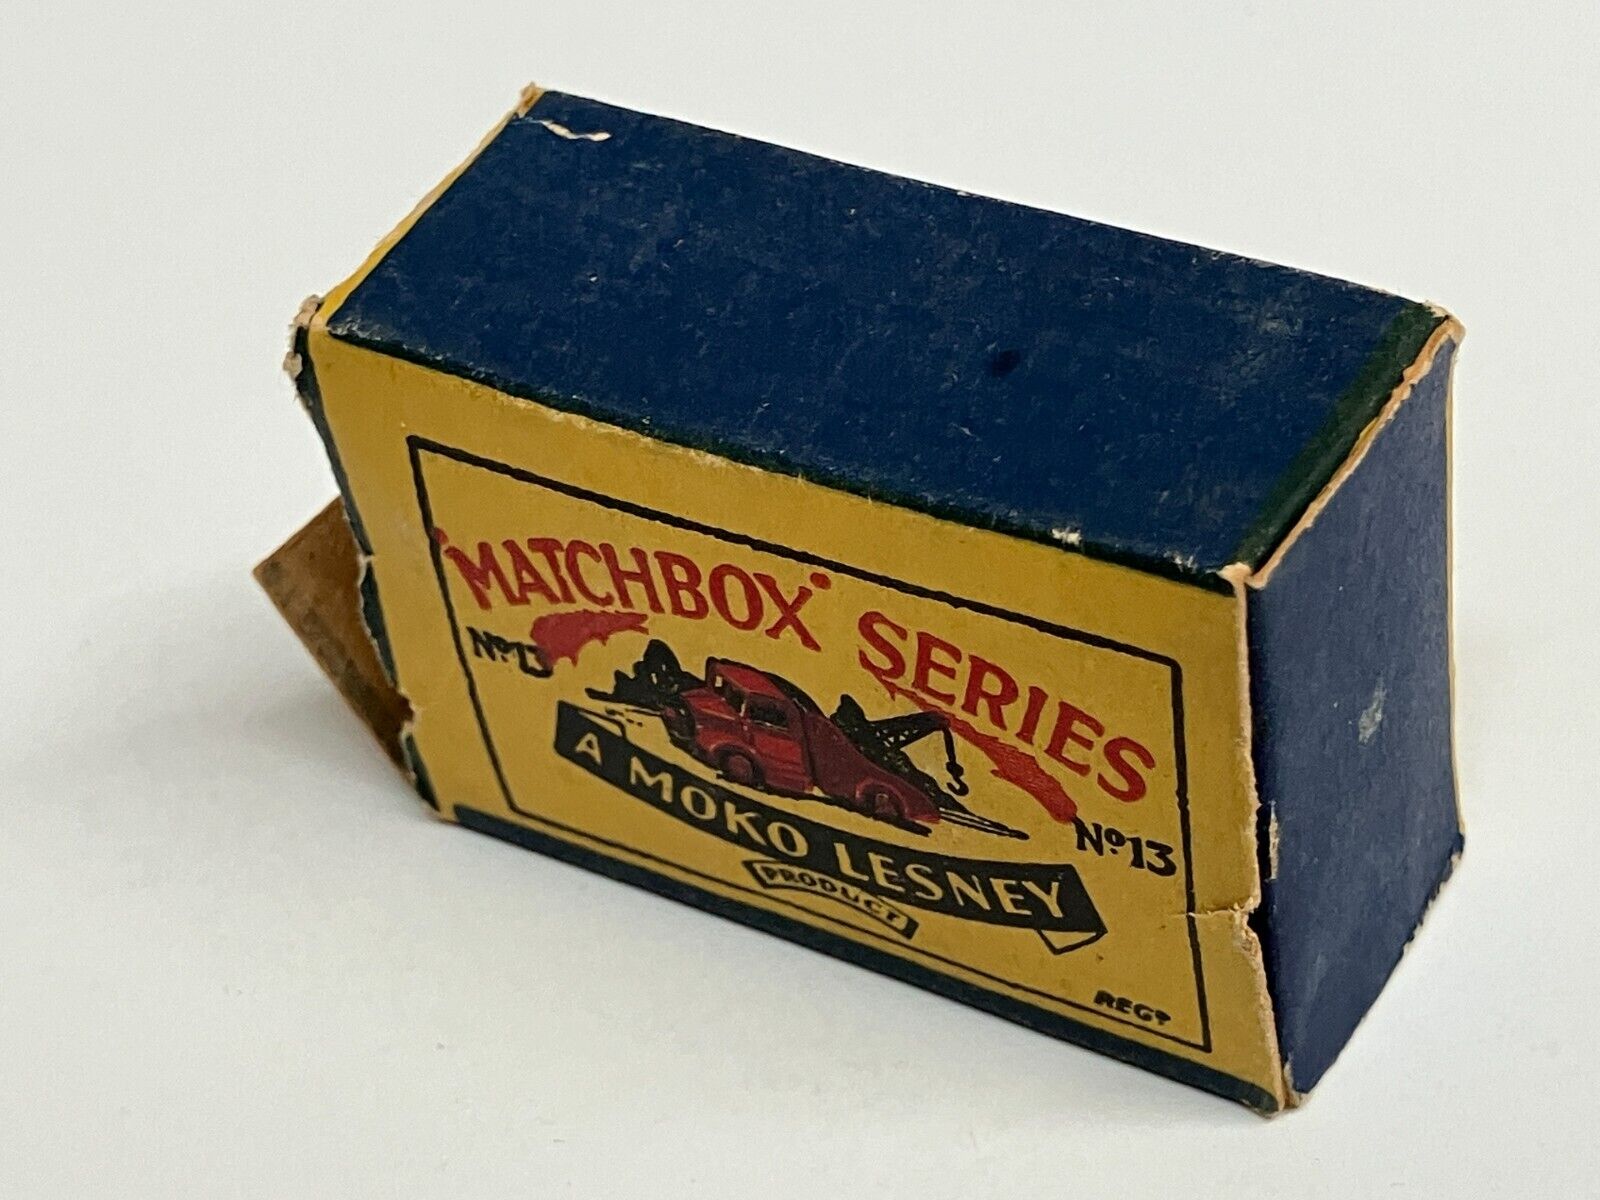 'MATCHBOX' SERIES
Nº13
Nº13
A MOKO LESNEY
PRODUCT
REGD